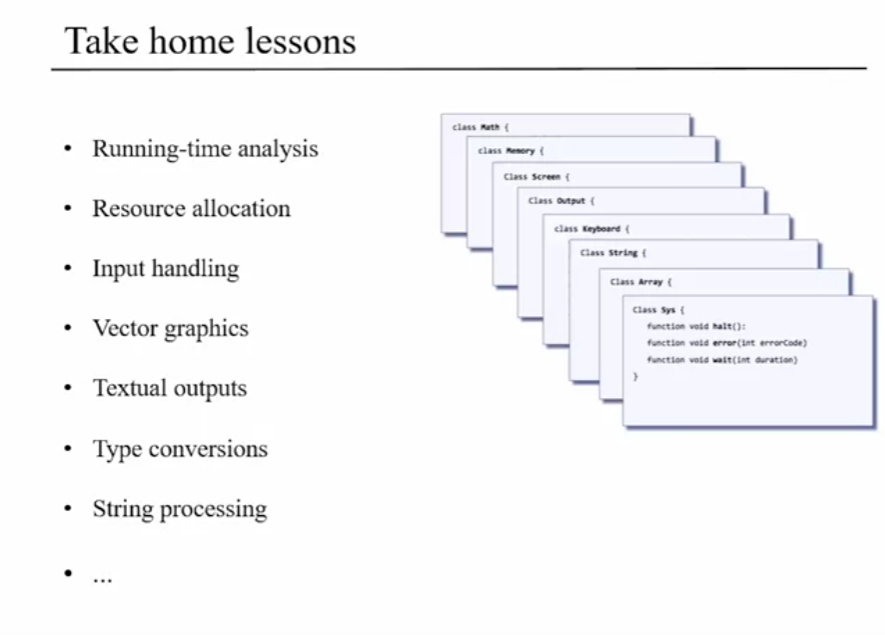 Take home lessons
• Running-time analysis
• Resource allocation
• Input handling
• Vector graphics
• Textual outputs
• Type conversions
• String processing
• ...
class Math {
class Memory {
Class Screen {
Class Output {
class Keyboard {
Class String {
Class Array {
Class Sys {
function void halt():
function void error(int errorCode)
function void wait(int duration)
}